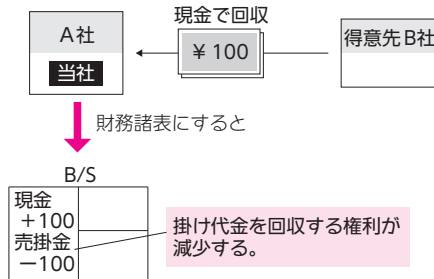 現金で回収
A社
当社
¥ 100
得意先B社
財務諸表にすると
B/S
現金
+100
売掛金
-100
掛け代金を回収する権利が
減少する。